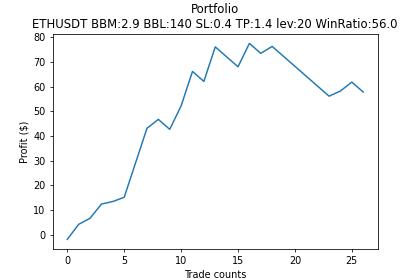 Portfolio
ETHUSDT BBM:2.9 BBL:140 SL:0.4 TP:1.4 lev:20 WinRatio:56.0
80
70
60
50
40
30
20
10
0
Profit ($)
0 5 10 15 20 25
Trade counts